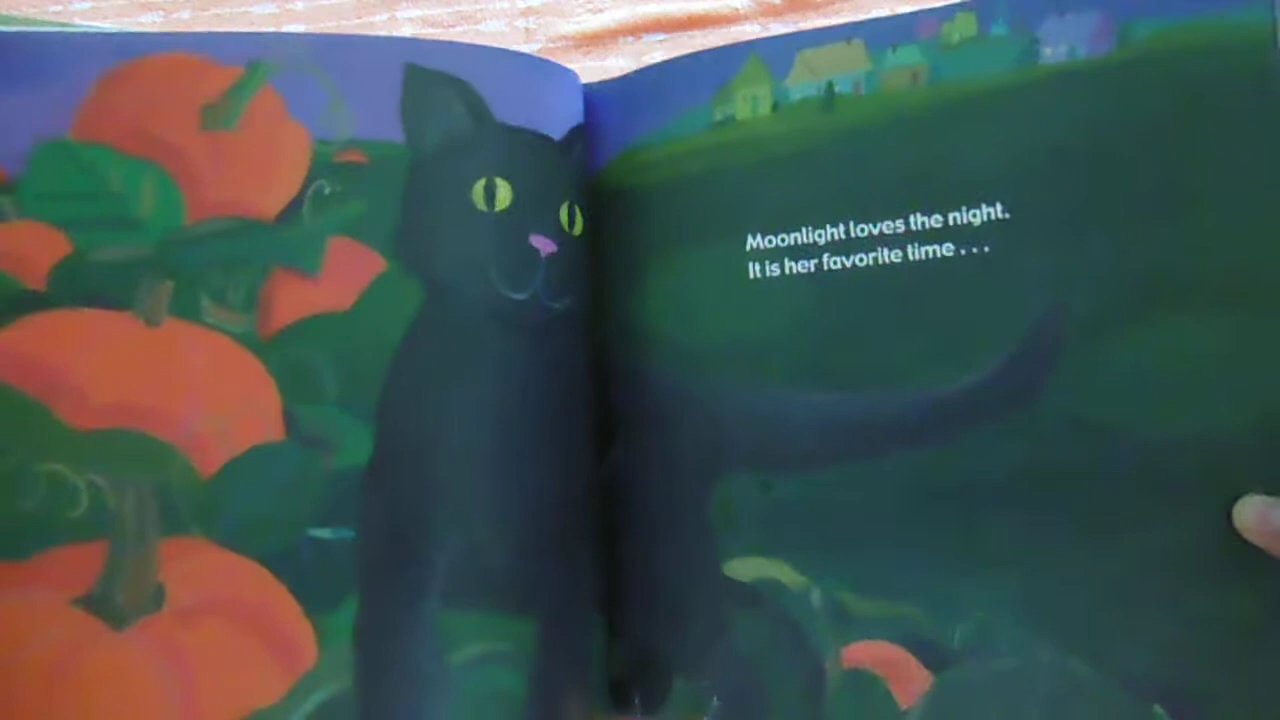 Moonlight loves the night.
It is her favorite time . . .